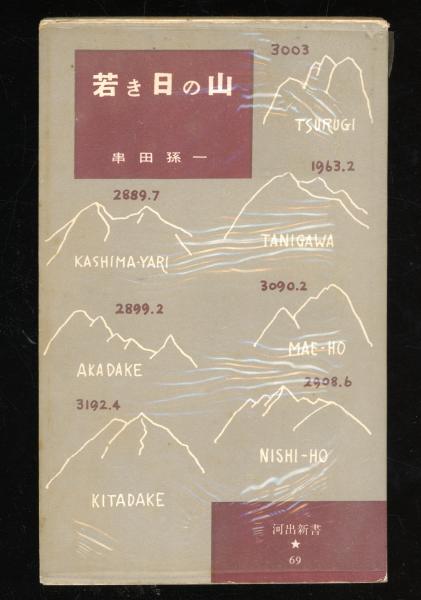 若き日の山
串田孫一
3003
TSURUGI
1963.2
TANIGAWA
2889.7
KASHIMA-YARI
3090.2
MAE-HO
2899.2
AKADAKE
2908.6
NISHI-HO
3192.4
KITADAKE
河出新書
★
69